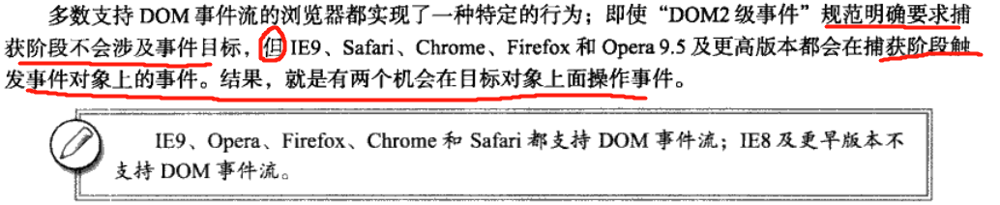 多数支持 DOM 事件流的浏览器都实现了一种特定的行为；即使“DOM2 级事件”规范明确要求捕
获阶段不会涉及事件目标，但 IE9、Safari、Chrome、Firefox 和 Opera 9.5 及更高版本都会在捕获阶段触
发事件对象上的事件。结果，就是有两个机会在目标对象上面操作事件。
IE9、Opera、Firefox、Chrome 和 Safari 都支持 DOM 事件流；IE8 及更早版本不
支持 DOM 事件流。